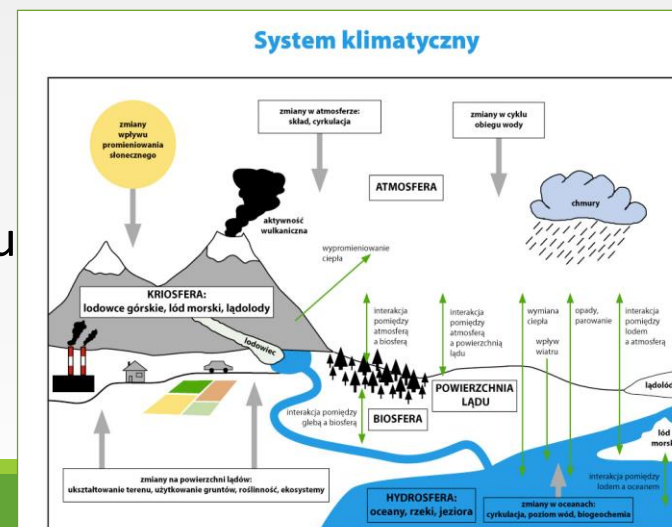 System klimatyczny
zmiany
wpływu
promieniowania
słonecznego
zmiany w atmosferze:
skład, cyrkulacja
zmiany w cyklu
obiegu wody
ATMOSFERA
chmury
aktywność
wulkaniczna
wypromieniowanie
ciepła
KRIOSFERA:
lodowce górskie, lód morski, lądolody
lodowiec
interakcja
pomiędzy
atmosferą
a biosferą
interakcja
pomiędzy
atmosferą
a powierzchnią
lądu
wymiana
ciepła
wpływ
wiatru
opady,
parowanie
interakcja
pomiędzy
lodem
a atmosferą
POWIERZCHNIA
LĄDU
interakcja pomiędzy
glebą a biosferą
BIOSFERA
lód
zmiany na powierzchni lądów:
ukształtowanie terenu, użytkowanie gruntów, roślinność, ekosystemy
HYDROSFERA:
oceany, rzeki, jeziora
zmiany w oceanach:
cyrkulacja, poziom wód, biogeochemia
interakcja pomiędzy
lodem a oceanem